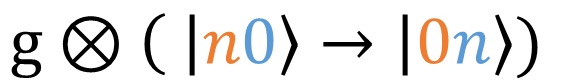 g ⊗ ( |n0⟩ → |0n⟩)